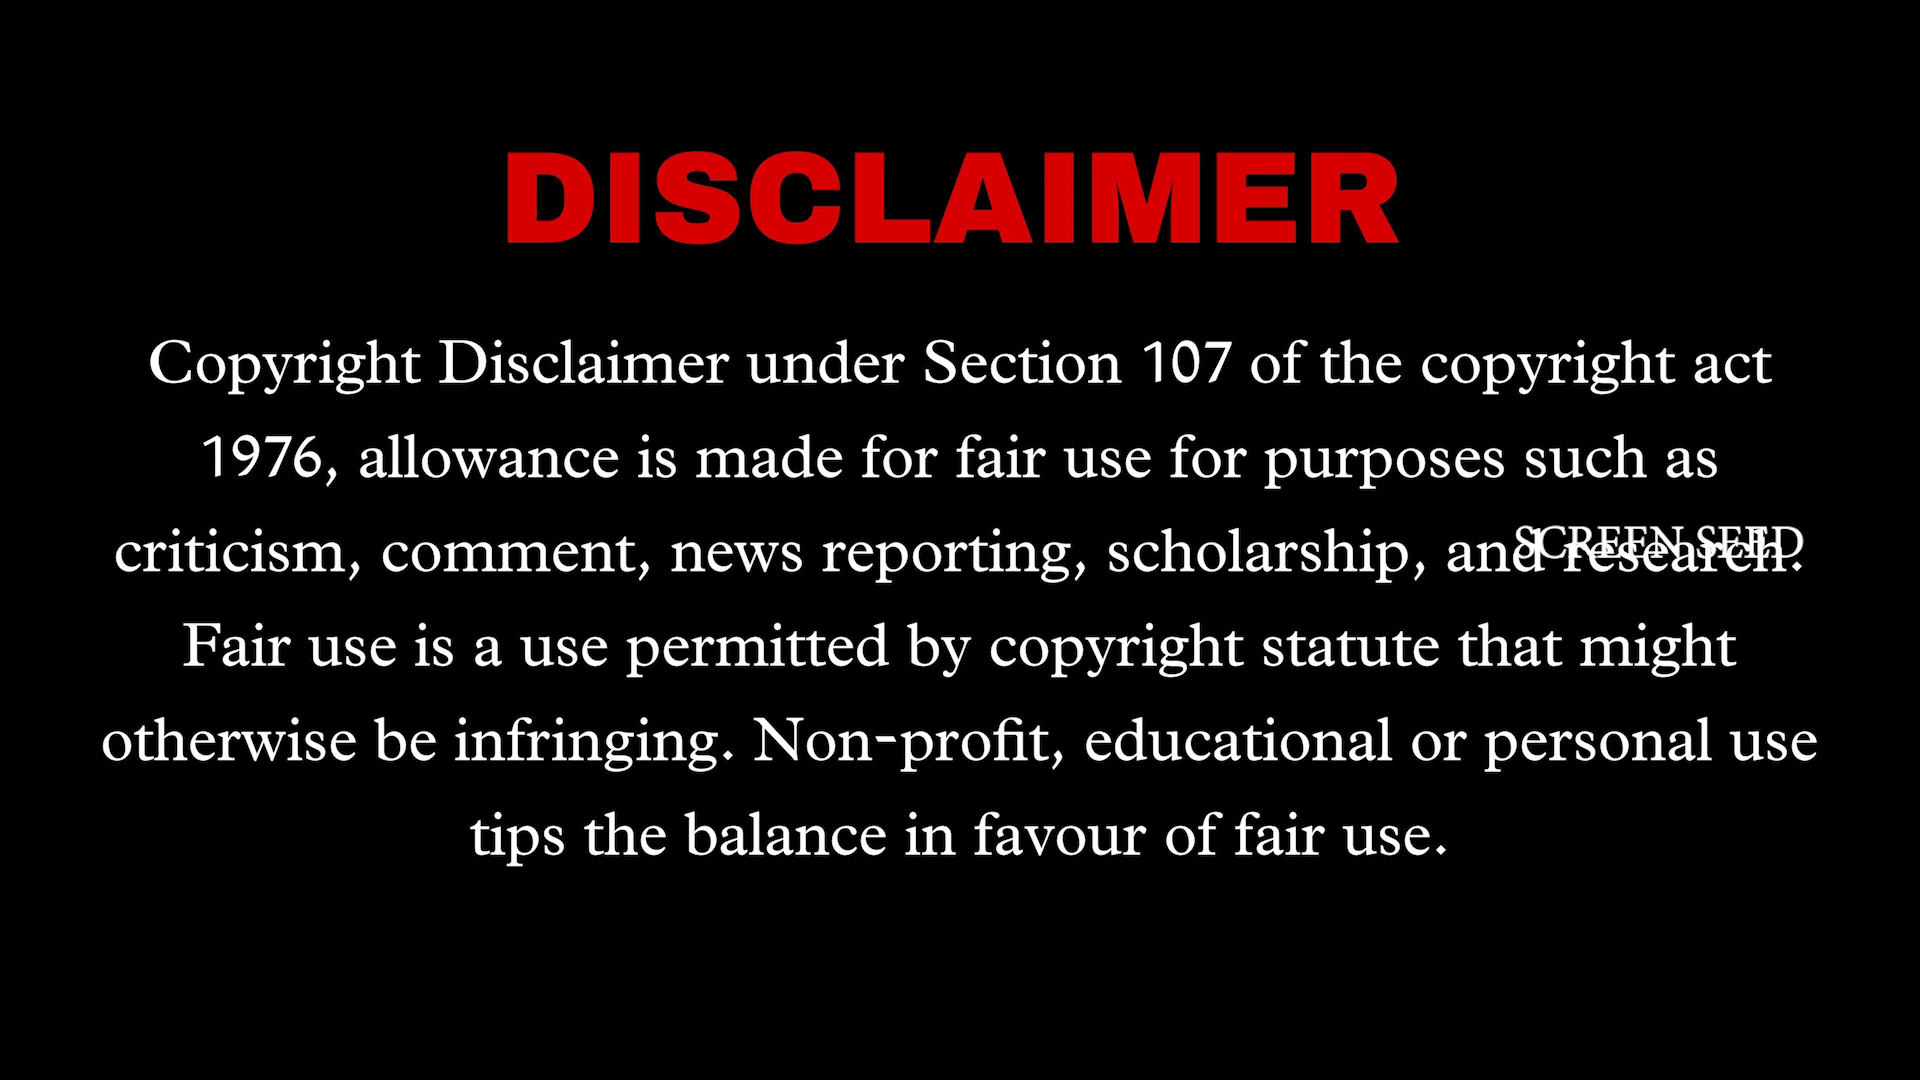 DISCLAIMER
Copyright Disclaimer under Section 107 of the copyright act
1976, allowance is made for fair use for purposes such as
criticism, comment, news reporting, scholarship, and research.
SCREEN SEED
Fair use is a use permitted by copyright statute that might
otherwise be infringing. Non-profit, educational or personal use
tips the balance in favour of fair use.